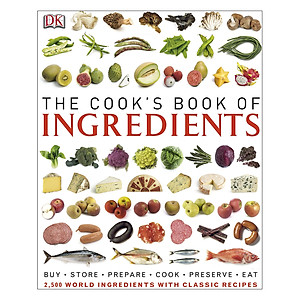 DK
THE COOK'S BOOK OF
INGREDIENTS
BUY • STORE • PREPARE • COOK • PRESERVE • EAT
2,500 WORLD INGREDIENTS WITH CLASSIC RECIPES